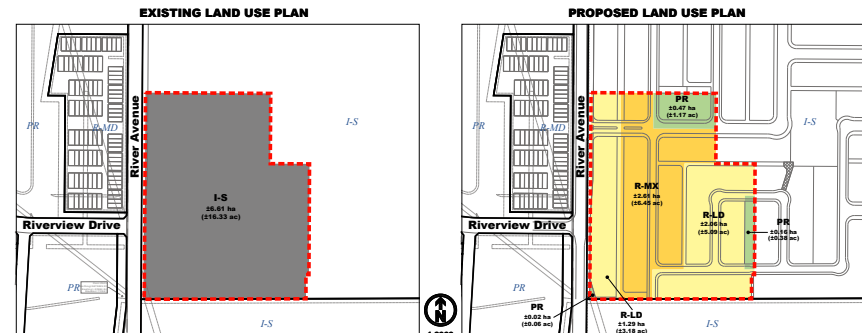 EXISTING LAND USE PLAN
PR
R-MD
River Avenue
I-S
I-S
±6.61 ha
(±16.33 ac)
Riverview Drive
PR
I-S
N
PROPOSED LAND USE PLAN
PR
R-MD
River Avenue
PR
±0.47 ha
(±1.17 ac)
I-S
R-MX
±2.61 ha
(±6.45 ac)
R-LD
±2.06 ha
(±5.09 ac)
PR
±0.16 ha
(±0.38 ac)
Riverview Drive
PR
PR
±0.02 ha
(±0.06 ac)
R-LD
±1.29 ha
(±3.18 ac)
I-S